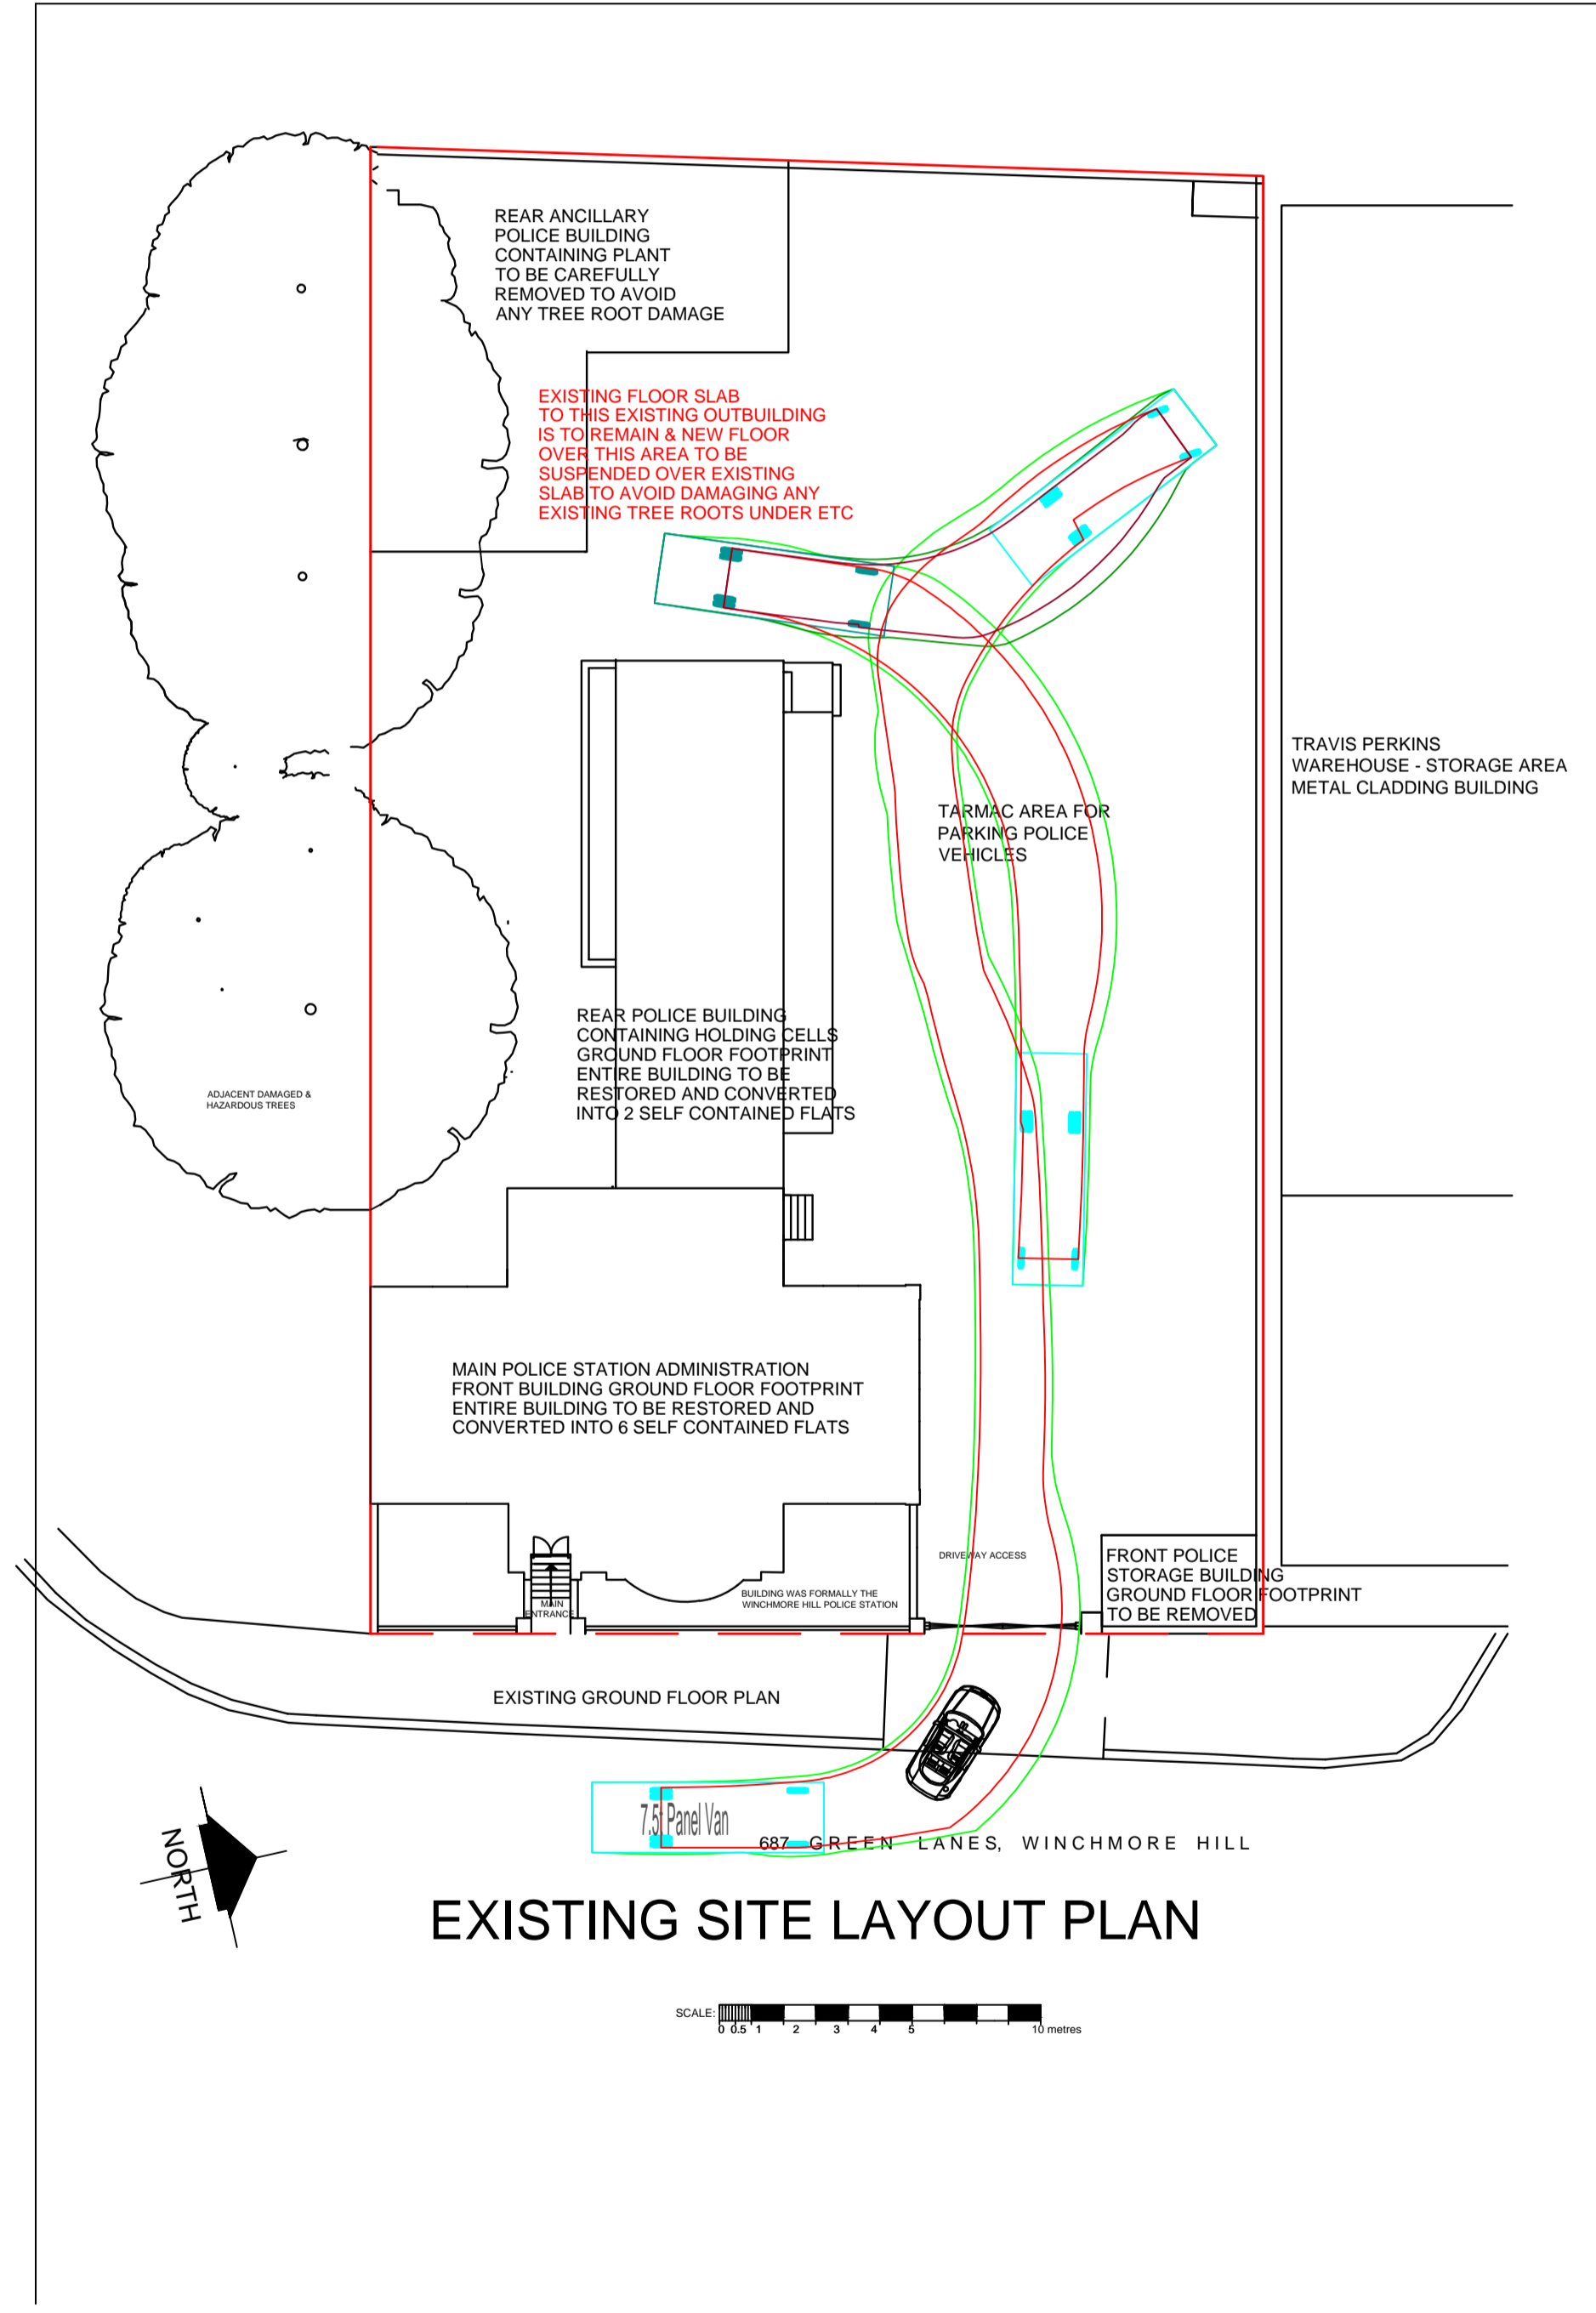 REAR ANCILLARY
POLICE BUILDING
CONTAINING PLANT
TO BE CAREFULLY
REMOVED TO AVOID
ANY TREE ROOT DAMAGE
EXISTING FLOOR SLAB
TO THIS EXISTING OUTBUILDING
IS TO REMAIN & NEW FLOOR
OVER THIS AREA TO BE
SUSPENDED OVER EXISTING
SLAB TO AVOID DAMAGING ANY
EXISTING TREE ROOTS UNDER ETC
TRAVIS PERKINS
WAREHOUSE - STORAGE AREA
METAL CLADDING BUILDING
TARMAC AREA FOR
PARKING POLICE
VEHICLES
REAR POLICE BUILDING
CONTAINING HOLDING CELLS
GROUND FLOOR FOOTPRINT
ENTIRE BUILDING TO BE
RESTORED AND CONVERTED
INTO 2 SELF CONTAINED FLATS
ADJACENT DAMAGED &
HAZARDOUS TREES
MAIN POLICE STATION ADMINISTRATION
FRONT BUILDING GROUND FLOOR FOOTPRINT
ENTIRE BUILDING TO BE RESTORED AND
CONVERTED INTO 6 SELF CONTAINED FLATS
DRIVEWAY ACCESS
FRONT POLICE
STORAGE BUILDING
GROUND FLOOR FOOTPRINT
TO BE REMOVED
BUILDING WAS FORMALLY THE
WINCHMORE HILL POLICE STATION
MAIN
ENTRANCE
EXISTING GROUND FLOOR PLAN
7.5t Panel Van
687 GREEN LANES, WINCHMORE HILL
NORTH
EXISTING SITE LAYOUT PLAN
SCALE:
0 0.5 1 2 3 4 5 10 metres